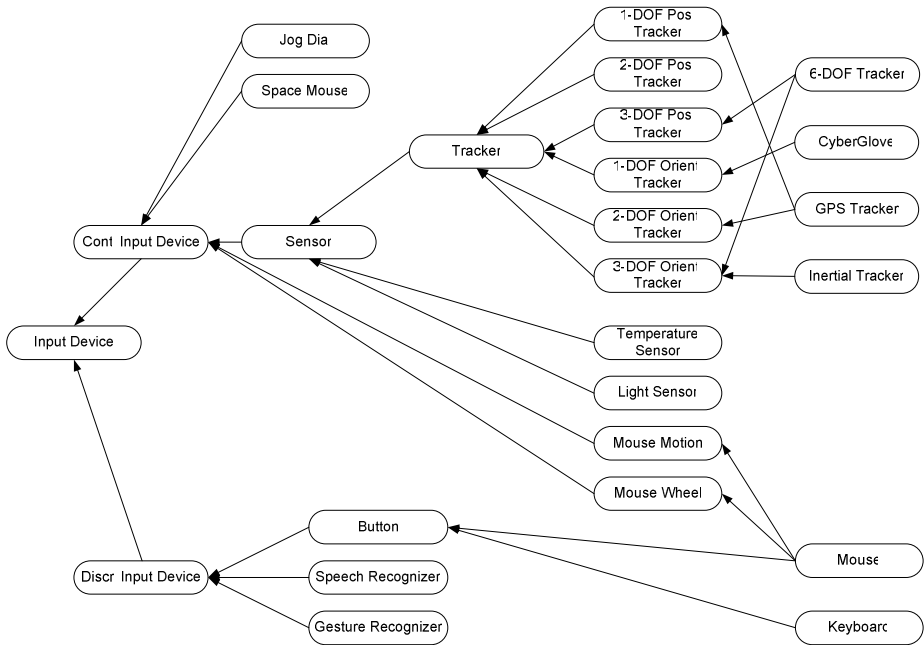 Jog Dia
Space Mouse
1-DOF Pos
Tracker
2-DOF Pos
Tracker
3-DOF Pos
Tracker
1-DOF Orient
Tracker
2-DOF Orient
Tracker
3-DOF Orient
Tracker
6-DOF Tracker
CyberGlove
GPS Tracker
Inertial Tracker
Tracker
Cont Input Device
Sensor
Input Device
Temperature
Sensor
Light Sensor
Mouse Motion
Mouse Wheel
Button
Discr Input Device
Speech Recognizer
Gesture Recognizer
Mouse
Keyboard